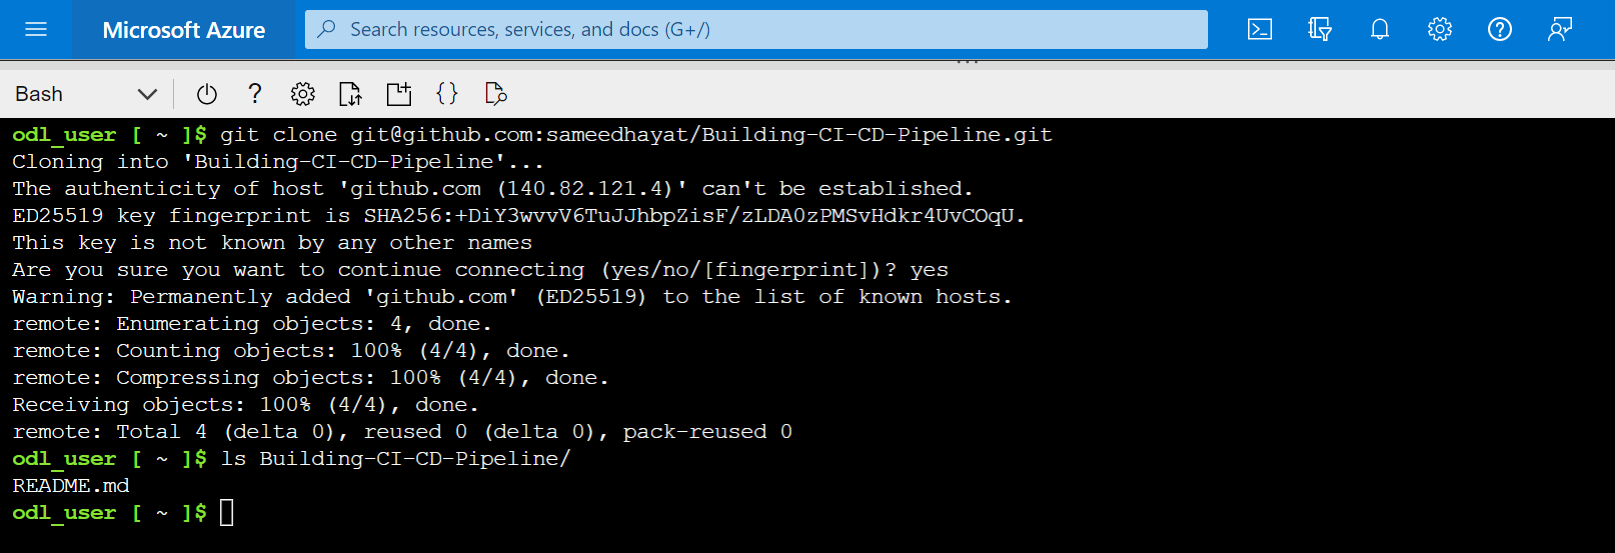 Microsoft Azure
Search resources, services, and docs (G+/)
Bash
odl_user [ ~ ]$ git clone git@github.com:sameedhayat/Building-CI-CD-Pipeline.git
Cloning into 'Building-CI-CD-Pipeline'...
The authenticity of host 'github.com (140.82.121.4)' can't be established.
ED25519 key fingerprint is SHA256:+DiY3wvvV6TuJJhbpZisF/zLDA0zPMSvHdkr4UvCOqU.
This key is not known by any other names
Are you sure you want to continue connecting (yes/no/[fingerprint])? yes
Warning: Permanently added 'github.com' (ED25519) to the list of known hosts.
remote: Enumerating objects: 4, done.
remote: Counting objects: 100% (4/4), done.
remote: Compressing objects: 100% (4/4), done.
Receiving objects: 100% (4/4), done.
remote: Total 4 (delta 0), reused 0 (delta 0), pack-reused 0
odl_user [ ~ ]$ ls Building-CI-CD-Pipeline/
README.md
odl_user [ ~ ]$